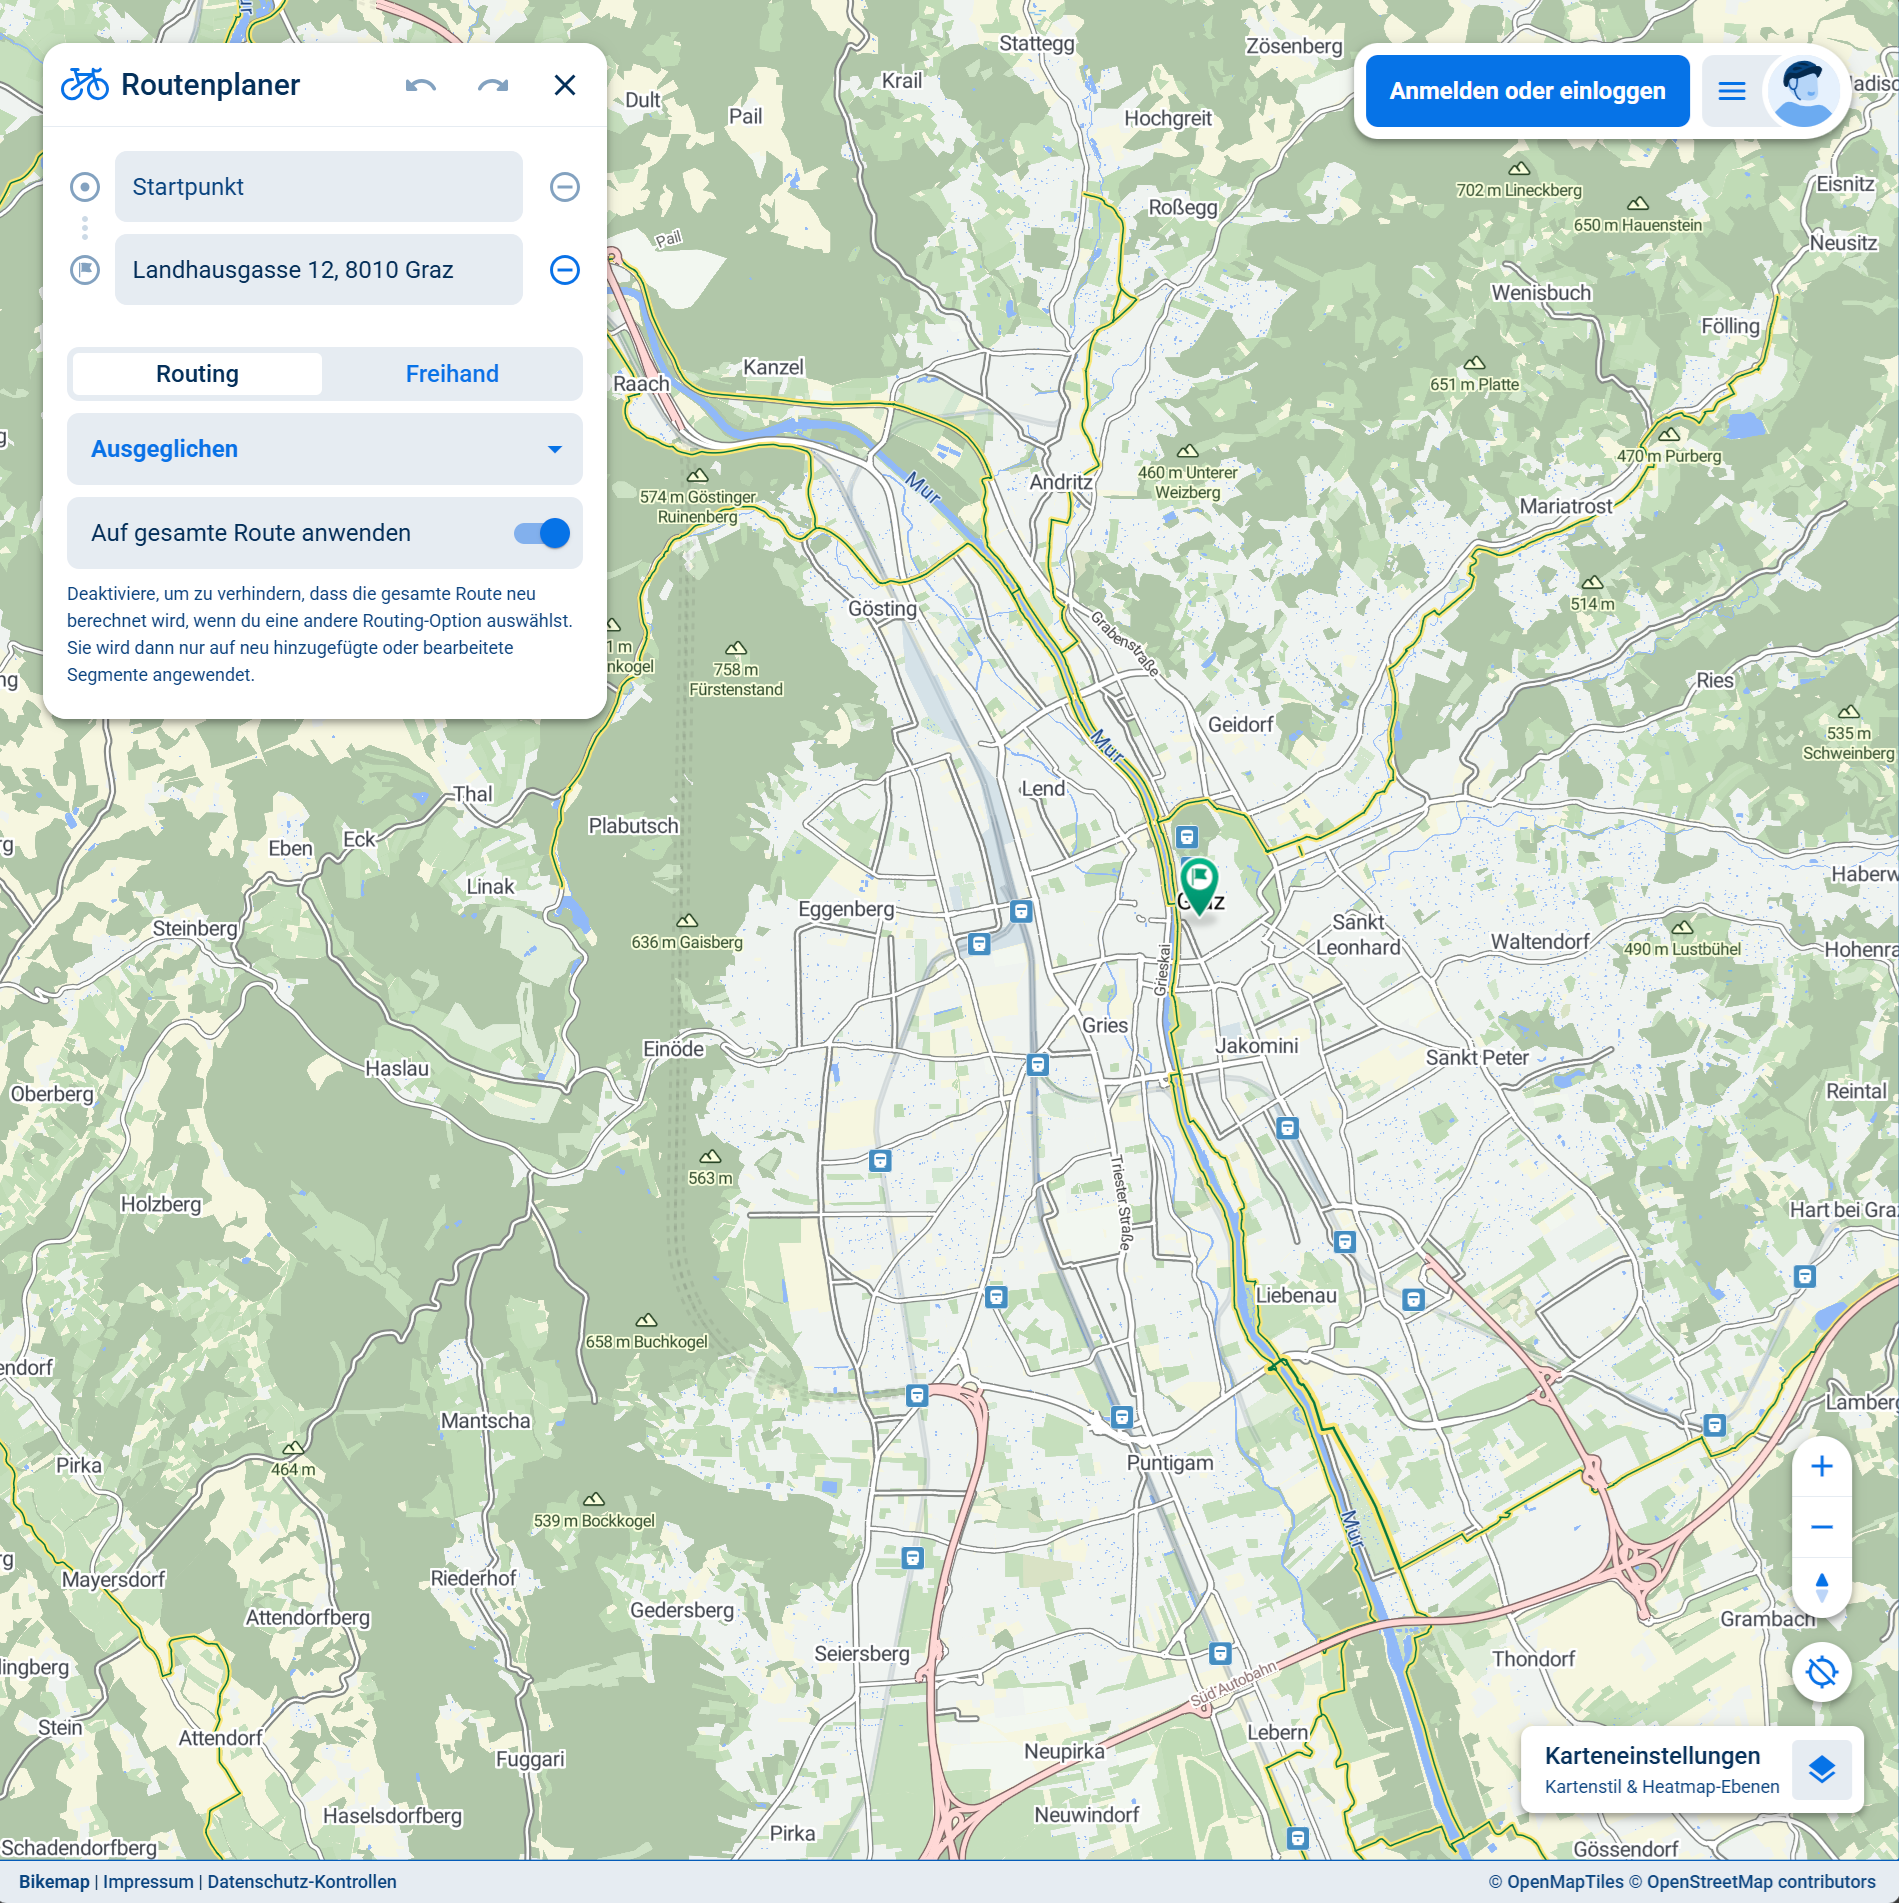 Routenplaner
Startpunkt
Landhausgasse 12, 8010 Graz
Routing
Freihand
Ausgeglichen
Auf gesamte Route anwenden
Deaktiviere, um zu verhindern, dass die gesamte Route neu
berechnet wird, wenn du eine andere Routing-Option auswählst.
Sie wird dann nur auf neu hinzugefügte oder bearbeitete
Segmente angewendet.
Anmelden oder einloggen
Stattegg
Zösenberg
Krail
Dult
Pail
Hochgreit
702 m Lineckberg
Eisnitz
Roßegg
650 m Hauenstein
Pail
Neusitz
Wenisbuch
Fölling
Kanzel
Raach
651 m Platte
470 m Purberg
460 m Unterer
Weizberg
Andritz
Mur
574 m Göstinger
Ruinenberg
Mariatrost
514 m
Gösting
Grabenstraße
758 m
Fürstenstand
Ries
Geidorf
535 m
Schweinberg
Mur
Lend
Thal
Plabutsch
Eck
Eben
Linak
Eggenberg
Steinberg
636 m Gaisberg
Sankt
Leonhard
Waltendorf
490 m Lustbühel
Grieskai
Gries
Jakomini
Sankt Peter
Einöde
Haslau
Oberberg
Reintal
563 m
Holzberg
Triester Straße
Hart bei Gra
Liebenau
658 m Buchkogel
Mantscha
Puntigam
Pirka
464 m
539 m Bockkogel
Mur
Mayersdorf
Riederhof
Attendorfberg
Gedersberg
Grambach
Seiersberg
Thondorf
Süd Autobahn
Stein
Attendorf
Lebern
Neupirka
Fuggari
Karteneinstellungen
Kartenstil & Heatmap-Ebenen
Haselsdorfberg
Neuwindorf
Pirka
Schadendorfberg
Gössendorf
Bikemap | Impressum | Datenschutz-Kontrollen
© OpenMapTiles © OpenStreetMap contributors